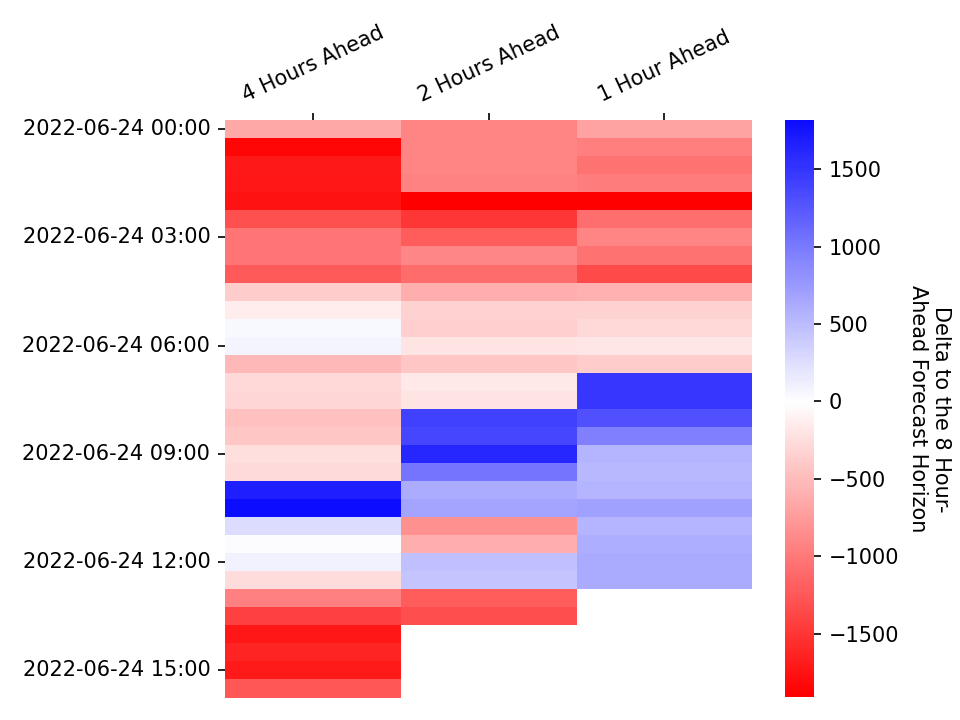 4 Hours Ahead
2 Hours Ahead
1 Hour Ahead
2022-06-24 00:00
2022-06-24 03:00
2022-06-24 06:00
2022-06-24 09:00
2022-06-24 12:00
2022-06-24 15:00
1500
1000
500
0
−500
−1000
−1500
Delta to the 8 Hour-
Ahead Forecast Horizon